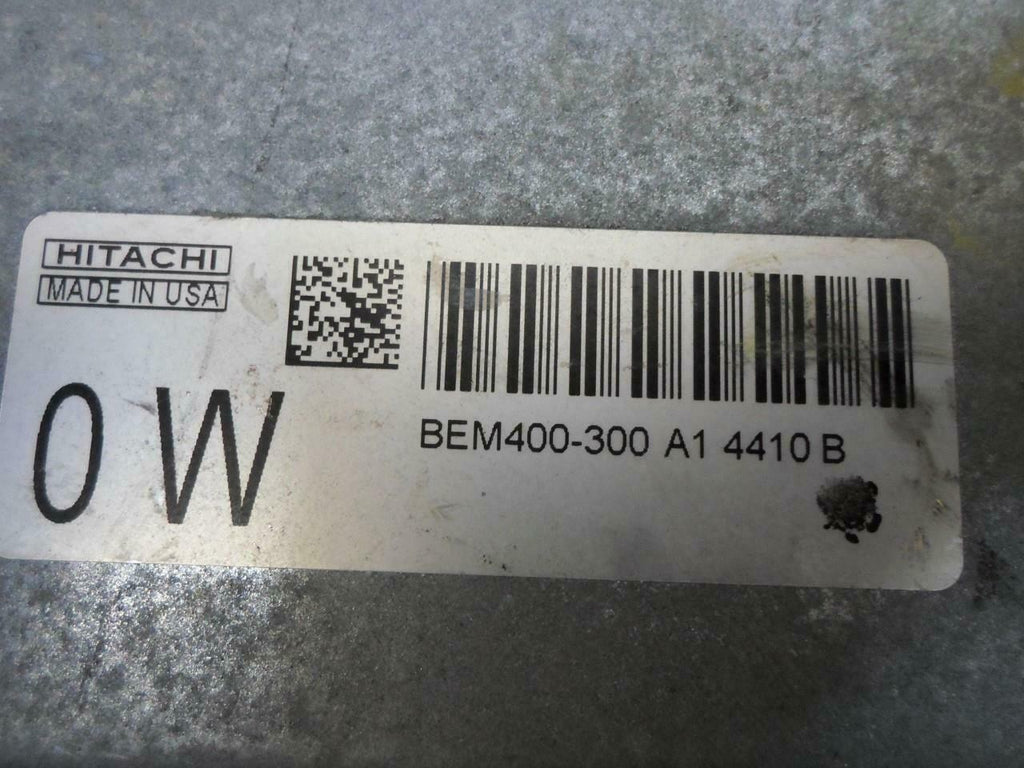 HITACHI
MADE IN USA
0 W
BEM400-300 A1 4410 B